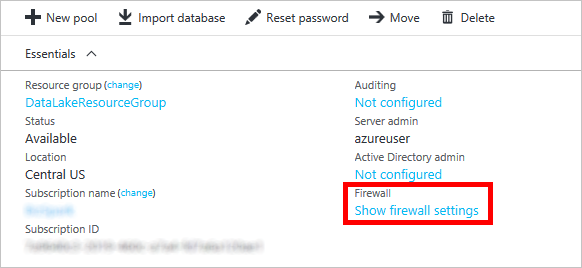 New pool Import database Reset password Move Delete
Essentials
Resource group (change)
DataLakeResourceGroup
Status
Available
Location
Central US
Subscription name (change)
Subscription ID
Auditing
Not configured
Server admin
azureuser
Active Directory admin
Not configured
Firewall
Show firewall settings